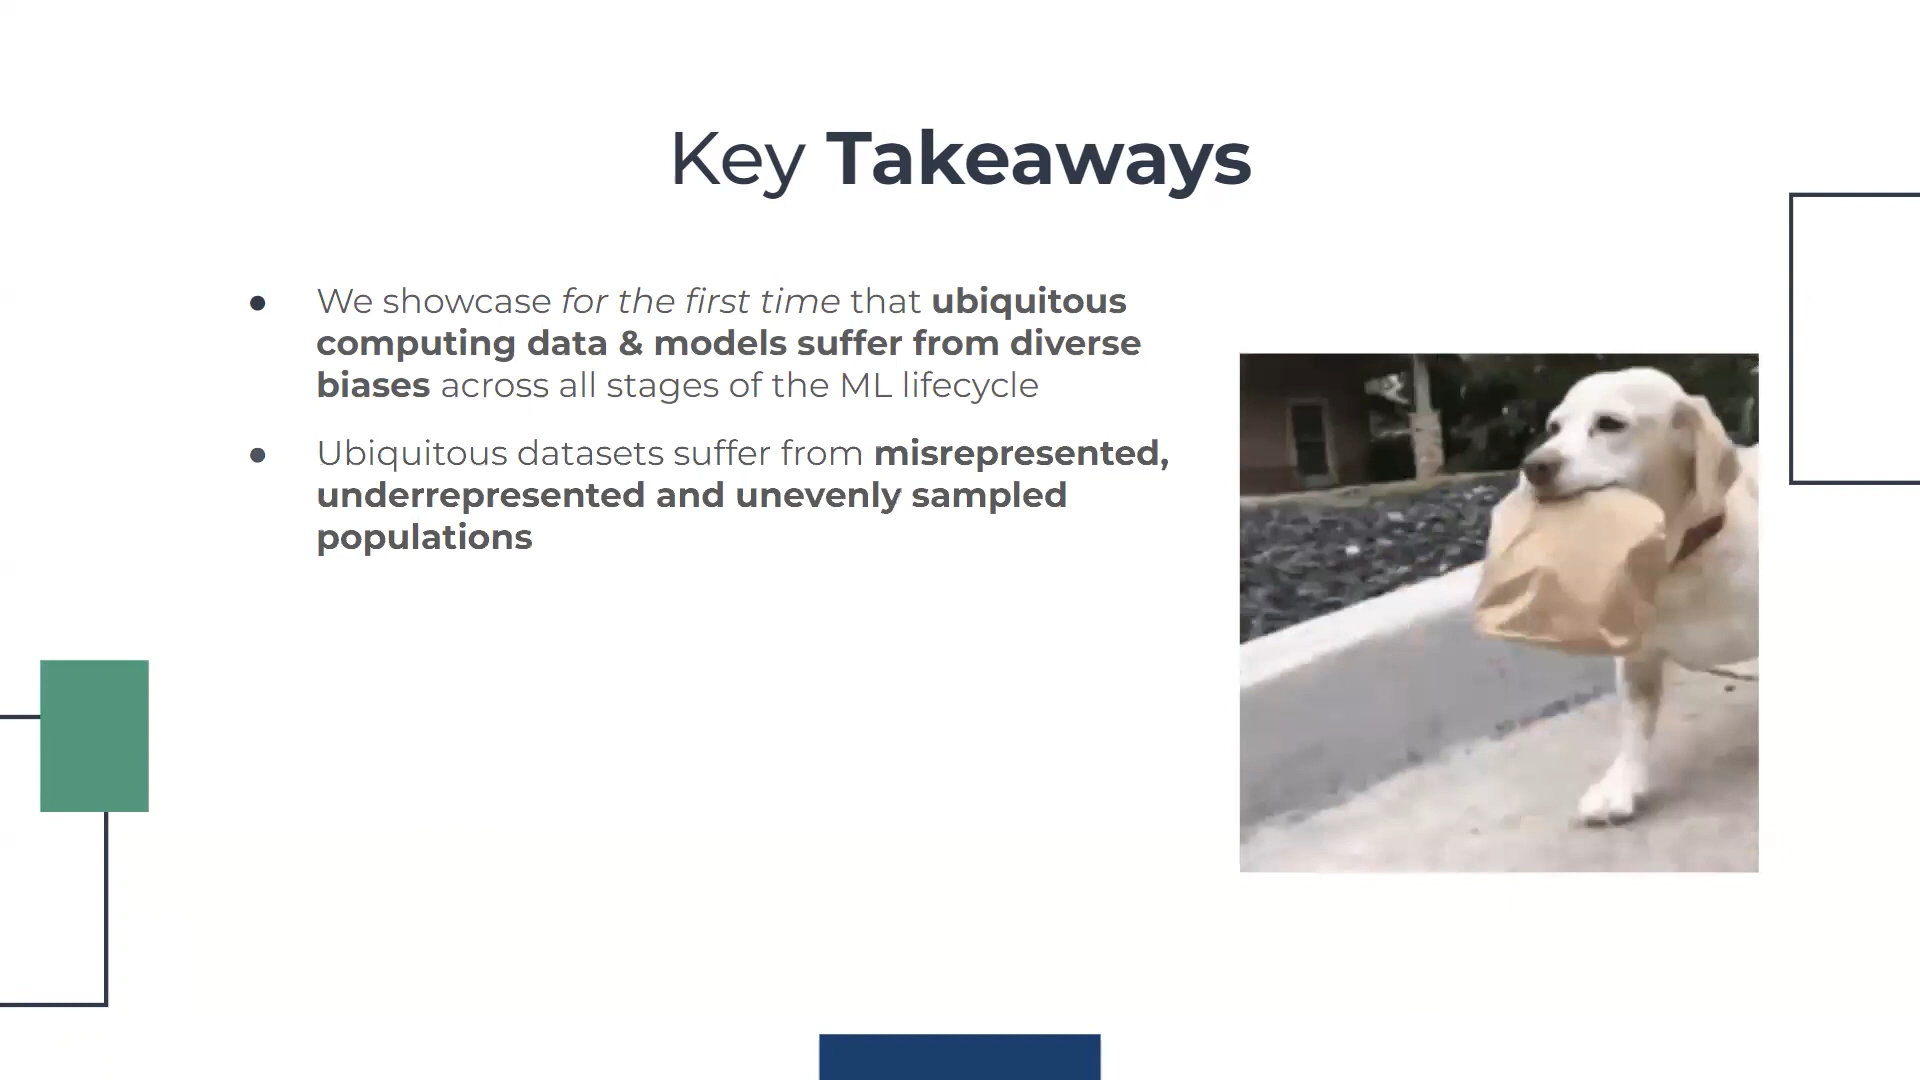 Key Takeaways
● We showcase for the first time that ubiquitous
computing data & models suffer from diverse
biases across all stages of the ML lifecycle
● Ubiquitous datasets suffer from misrepresented,
underrepresented and unevenly sampled
populations